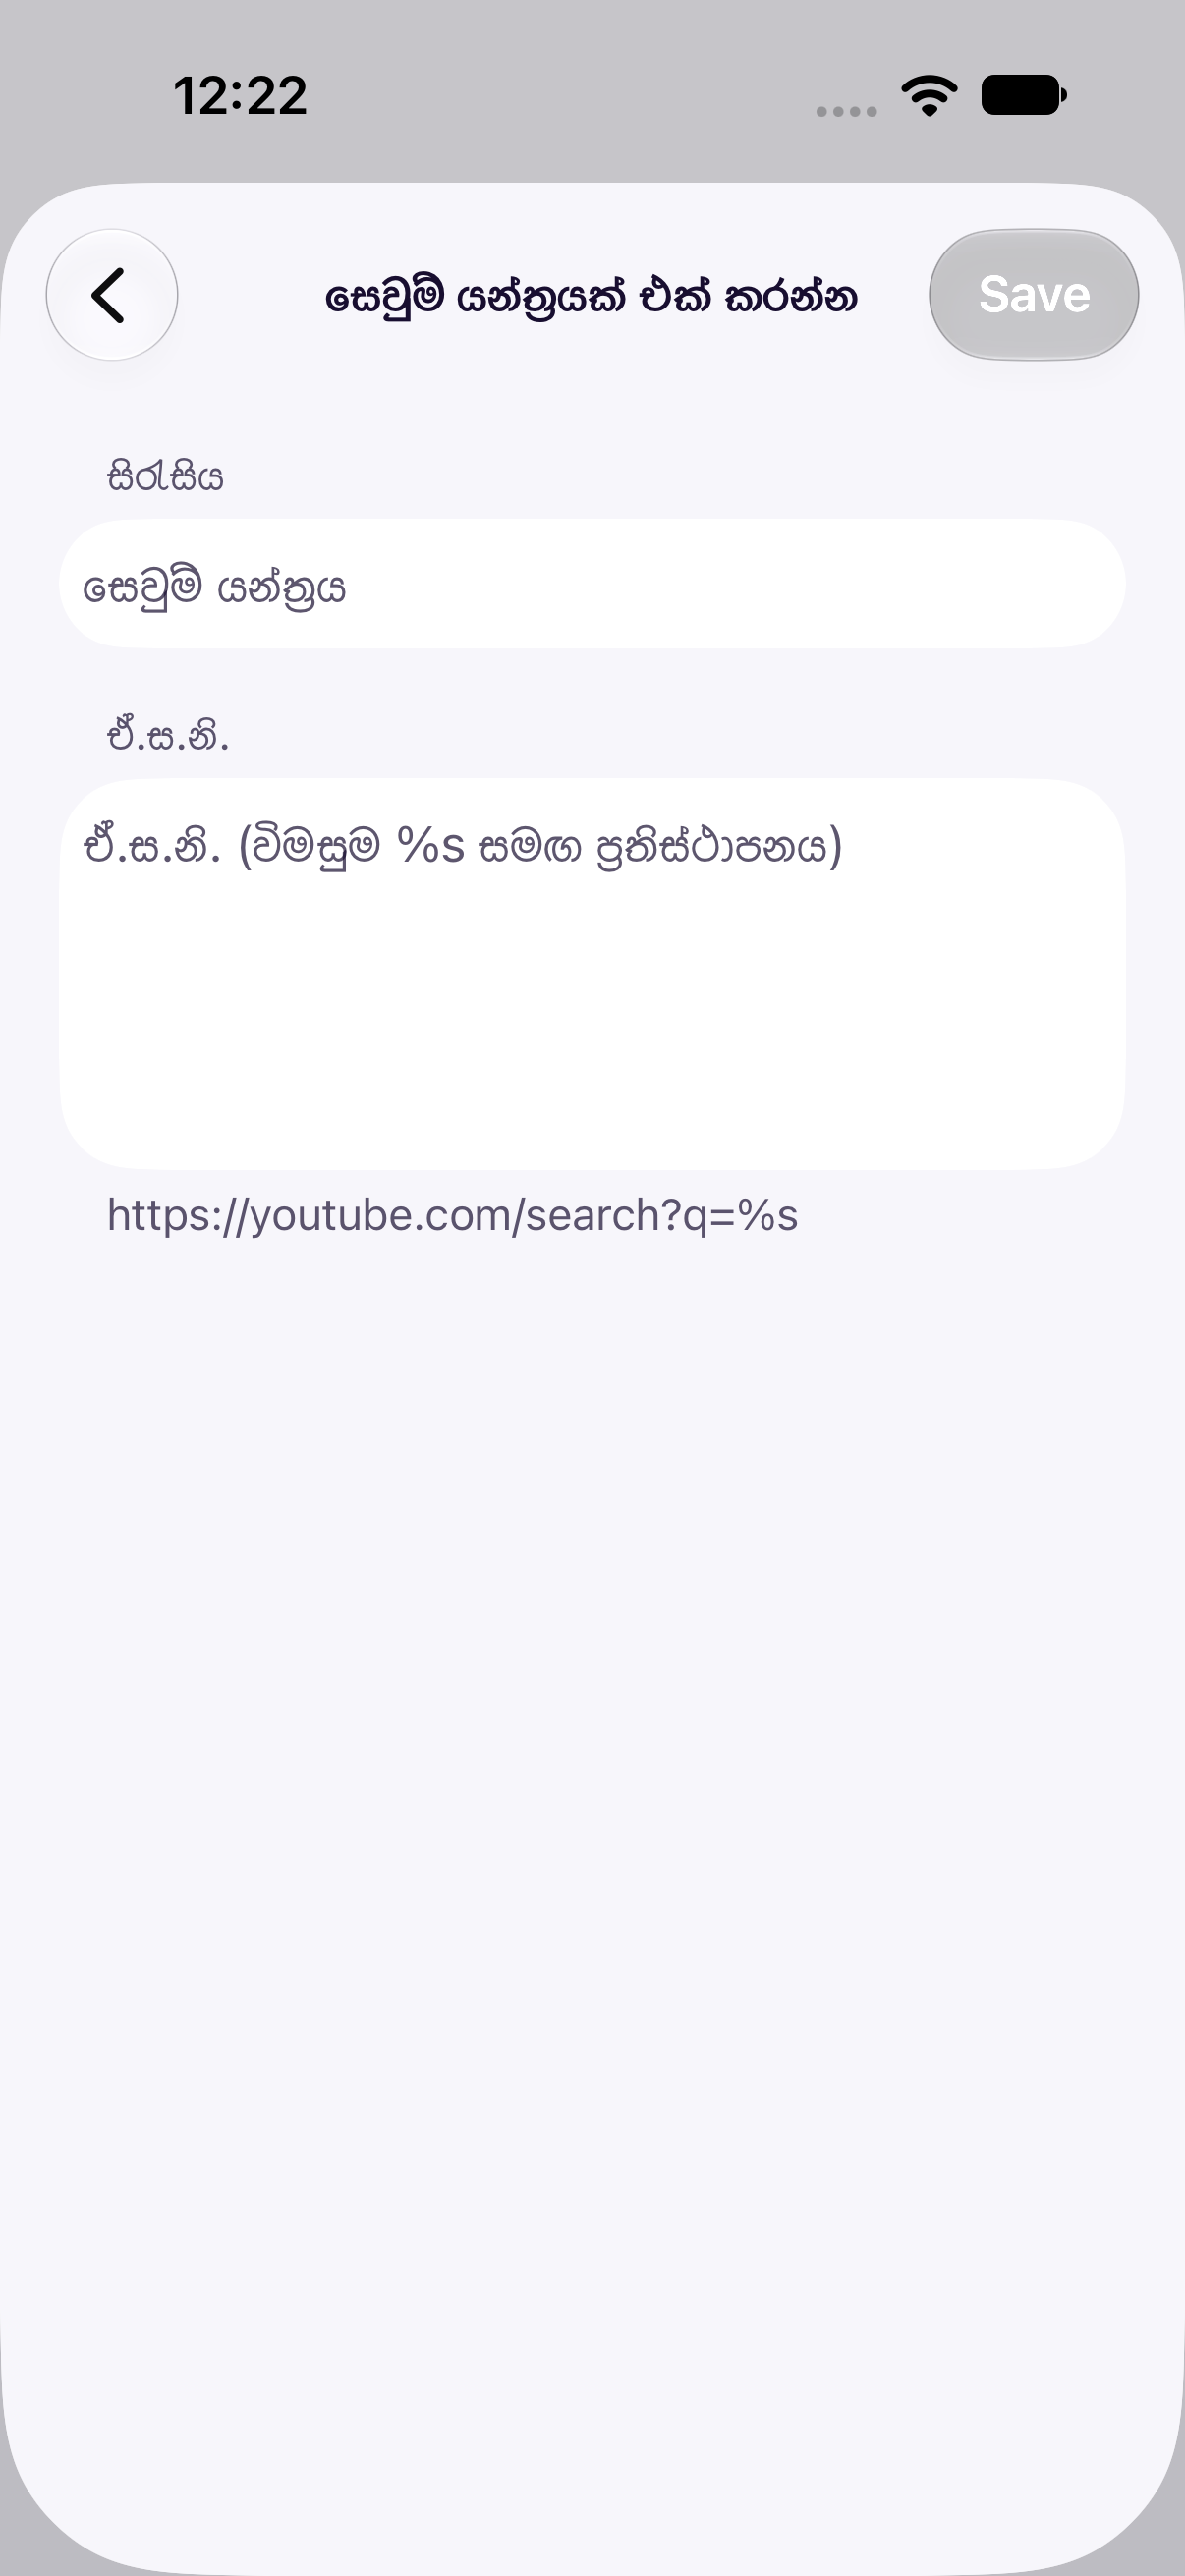 12:22
සෙවුම් යන්ත්‍රයක් එක් කරන්න
Save
සිරැසිය
සෙවුම් යන්ත්‍රය
ඒ.ස.නි.
ඒ.ස.නි. (විමසුම %s සමඟ ප්‍රතිස්ථාපනය)
https://youtube.com/search?q=%s